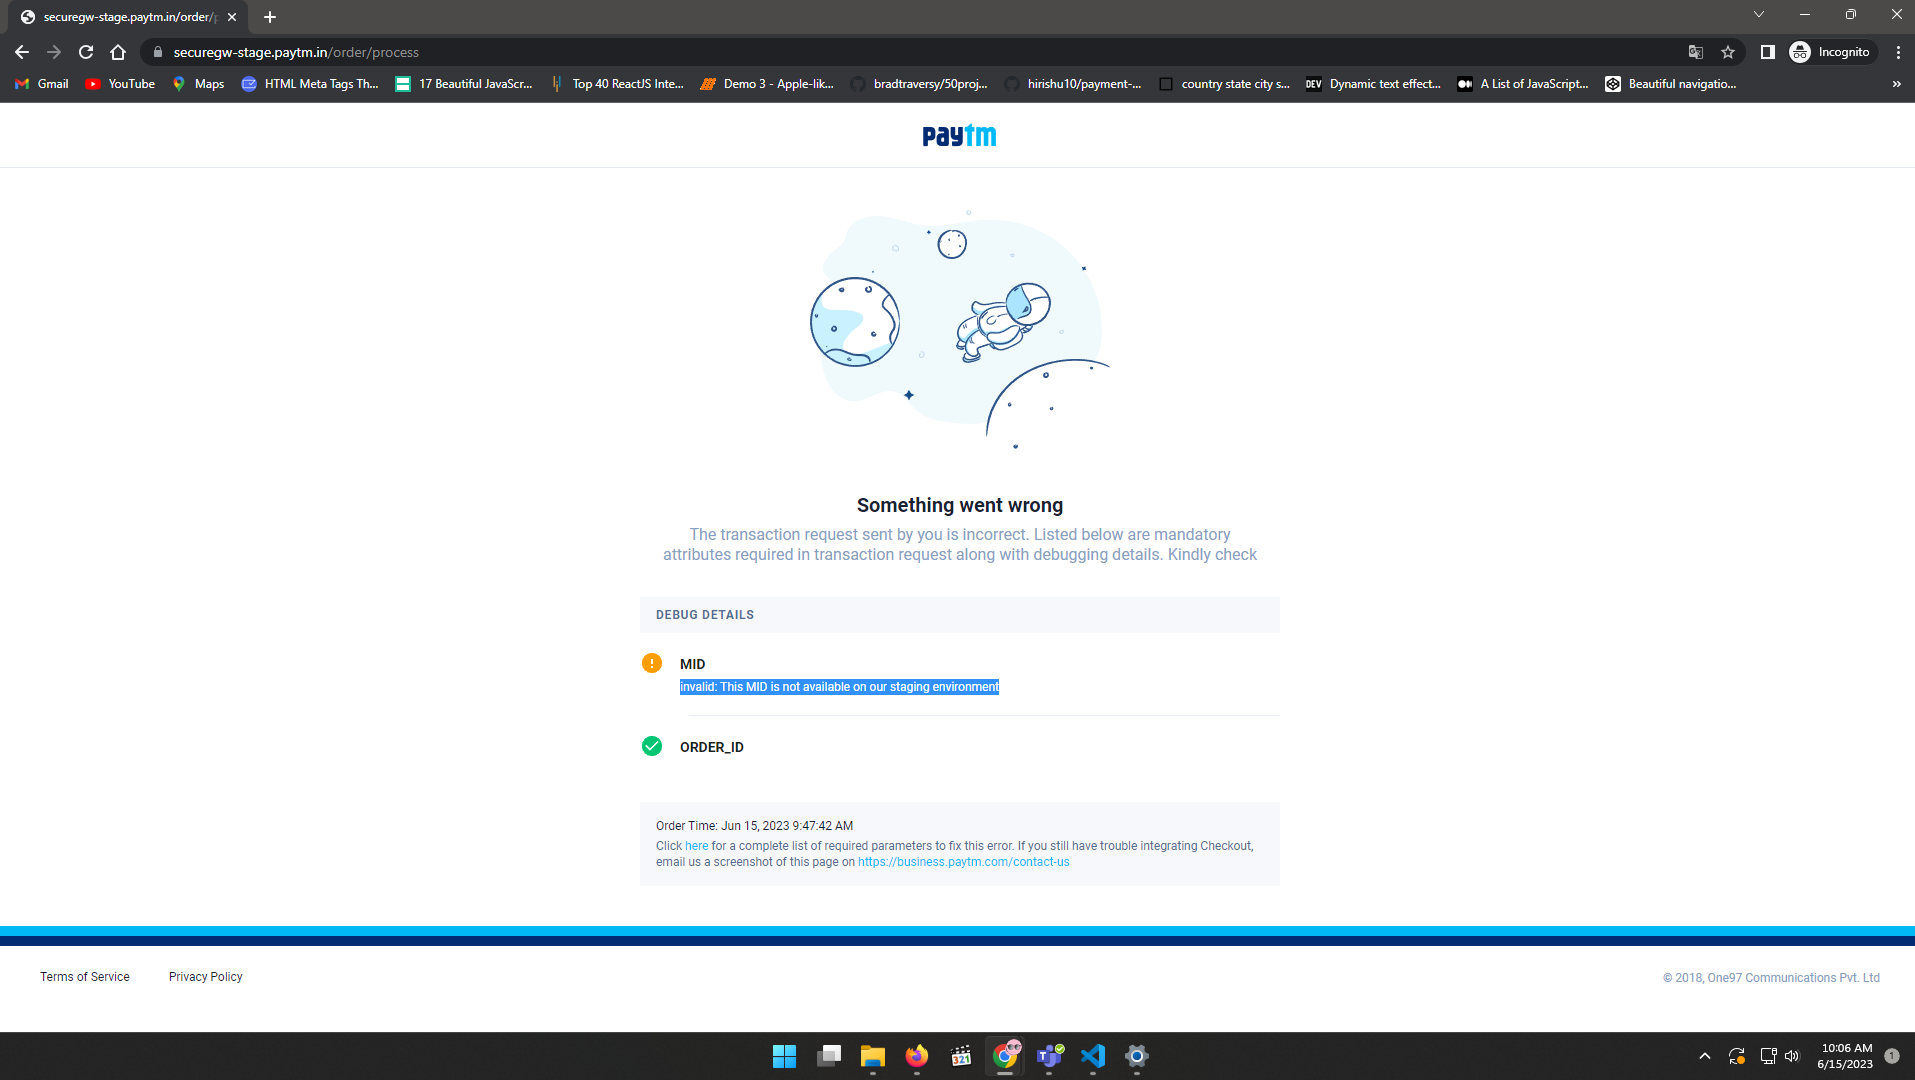 securegw-stage.paytm.in/order/p
securegw-stage.paytm.in/order/process
Incognito
Gmail
YouTube
Maps
HTML Meta Tags Th...
17 Beautiful JavaScr...
Top 40 ReactJS Inte...
Demo 3 - Apple-lik...
bradtraversy/50proj...
hirishu10/payment-...
country state city s...
DEV
Dynamic text effect...
A List of JavaScript...
Beautiful navigatio...
»
paytm
Something went wrong
The transaction request sent by you is incorrect. Listed below are mandatory
attributes required in transaction request along with debugging details. Kindly check
DEBUG DETAILS
MID
invalid: This MID is not available on our staging environment
ORDER_ID
Order Time: Jun 15, 2023 9:47:42 AM
Click here for a complete list of required parameters to fix this error. If you still have trouble integrating Checkout,
email us a screenshot of this page on https://business.paytm.com/contact-us
Terms of Service
Privacy Policy
© 2018, One97 Communications Pvt. Ltd
321
T
10:06 AM
6/15/2023
1